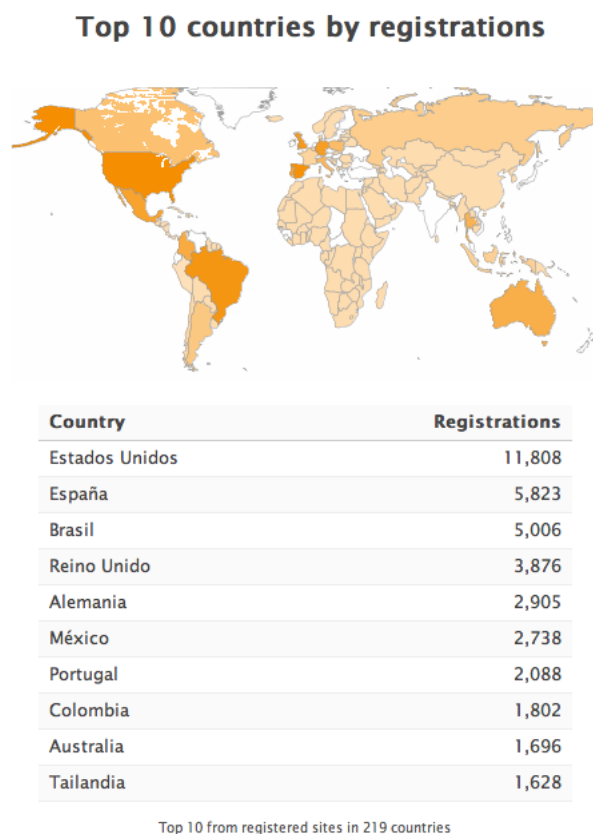 Top 10 countries by registrations
Country Registrations
Estados Unidos 11,808
España 5,823
Brasil 5,006
Reino Unido 3,876
Alemania 2,905
México 2,738
Portugal 2,088
Colombia 1,802
Australia 1,696
Tailandia 1,628
Top 10 from registered sites in 219 countries